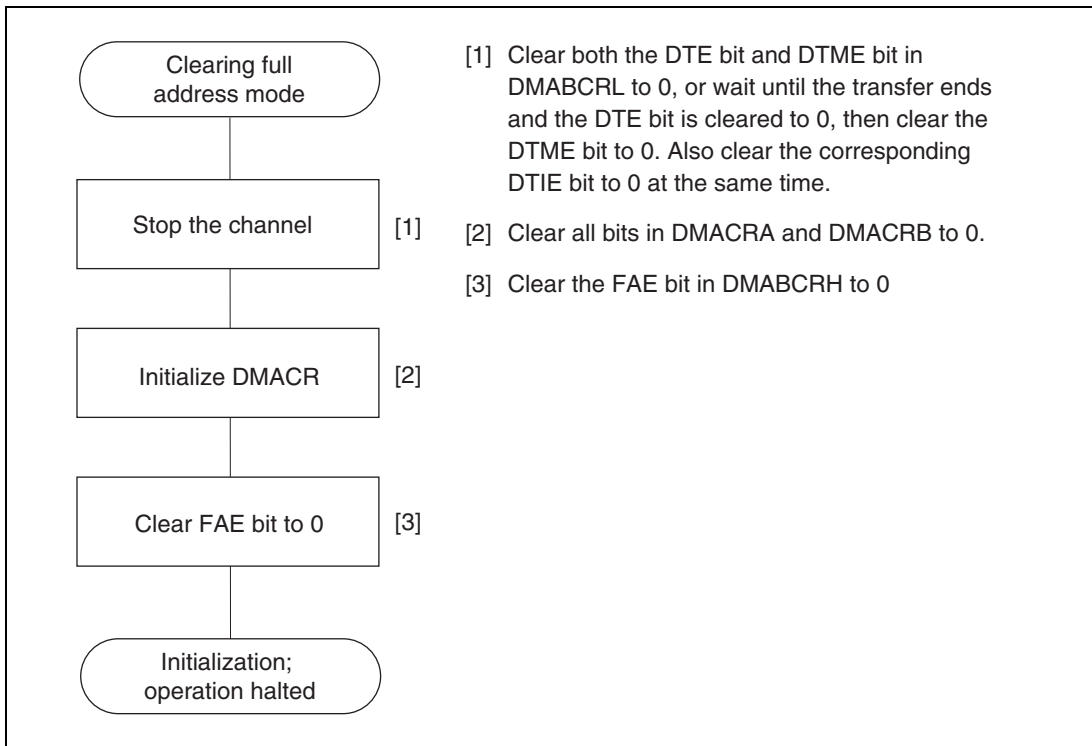 Clearing full
address mode
Stop the channel
[1]
Initialize DMACR
[2]
Clear FAE bit to 0
[3]
Initialization;
operation halted
[1] Clear both the DTE bit and DTME bit in
DMABCRL to 0, or wait until the transfer ends
and the DTE bit is cleared to 0, then clear the
DTME bit to 0. Also clear the corresponding
DTIE bit to 0 at the same time.
[2] Clear all bits in DMACRA and DMACRB to 0.
[3] Clear the FAE bit in DMABCRH to 0